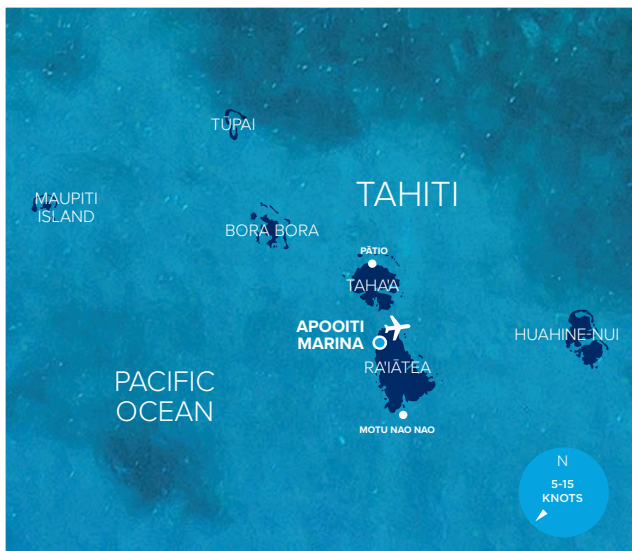 TŪPAI
MAUPITI
ISLAND
TAHITI
BORA BORA
PĀTIO
TAHA'A
APOOITI
MARINA
HUAHINE-NUI
RA'IĀTEA
PACIFIC
OCEAN
MOTU NAO NAO
N
5-15
KNOTS